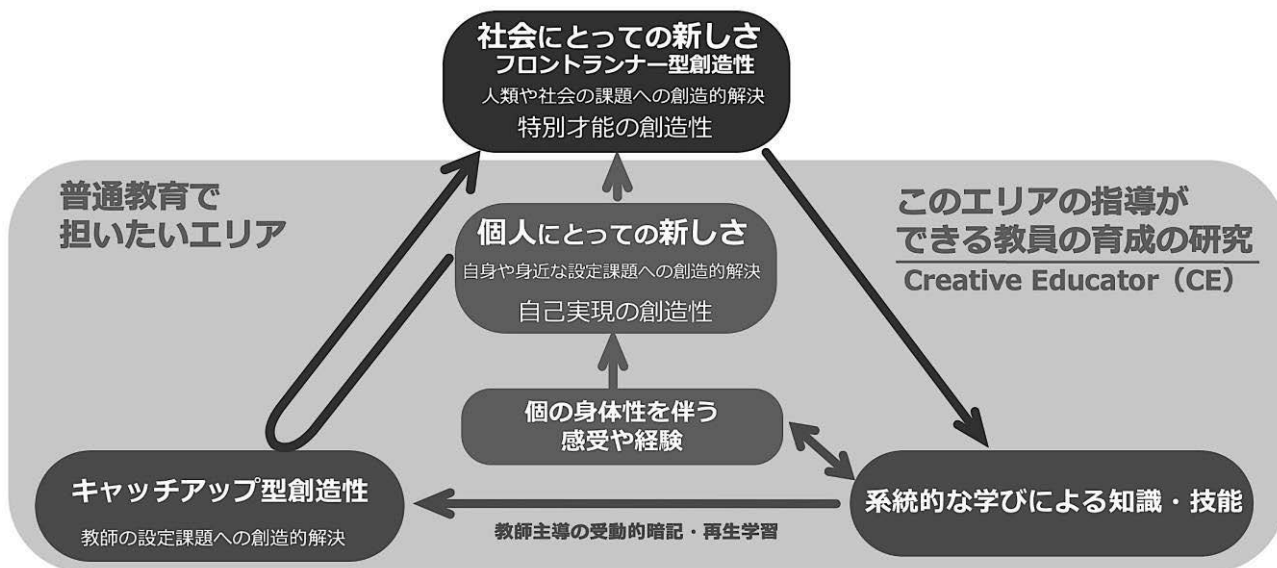 社会にとっての新しさ
フロントランナー型創造性
人類や社会の課題への創造的解決
特別才能の創造性
普通教育で
担いたいエリア
このエリアの指導が
できる教員の育成の研究
Creative Educator（CE）
個人にとっての新しさ
自身や身近な設定課題への創造的解決
自己実現の創造性
個の身体性を伴う
感受や経験
キャッチアップ型創造性
教師の設定課題への創造的解決
系統的な学びによる知識・技能
教師主導の受動的暗記・再生学習